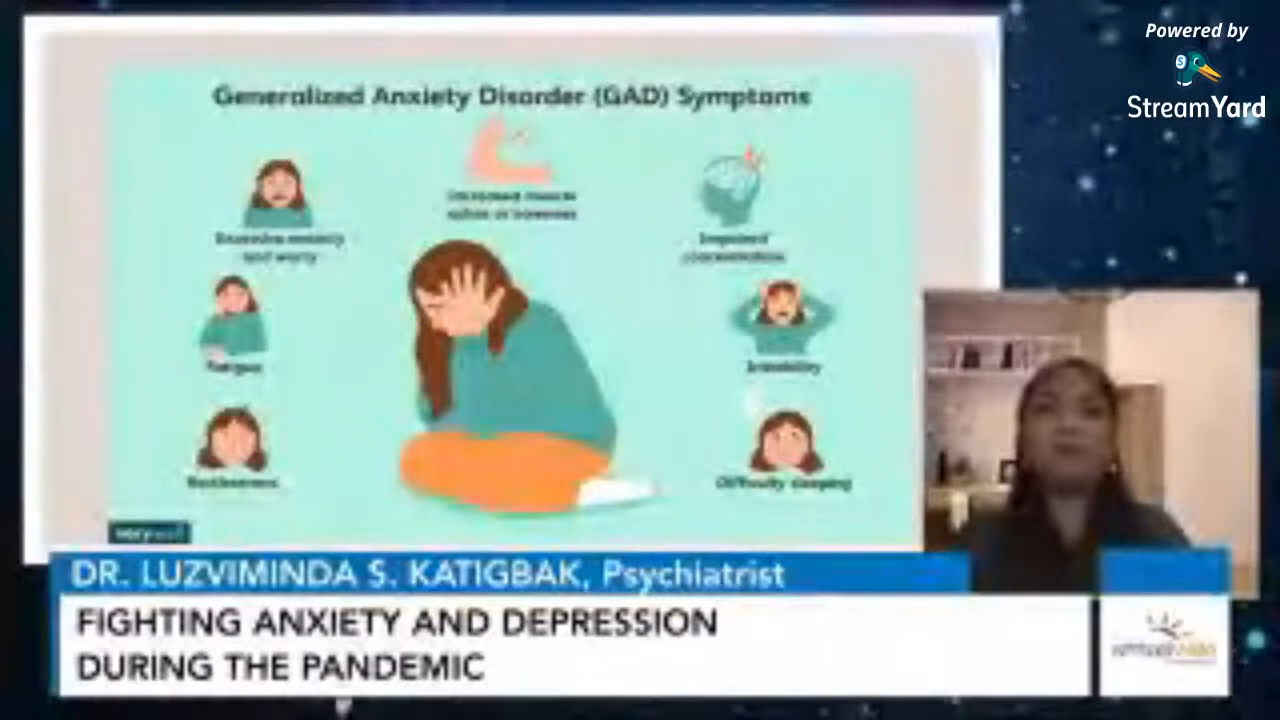 Powered by
StreamYard
Generalized Anxiety Disorder (GAD) Symptoms
Increased muscle
aches or soreness
Excessive anxiety
and worry
Impaired
concentration
Fatigue
Irritability
Restlessness
Difficulty sleeping
verywell
DR. LUZVIMINDA S. KATIGBAK, Psychiatrist
FIGHTING ANXIETY AND DEPRESSION
DURING THE PANDEMIC